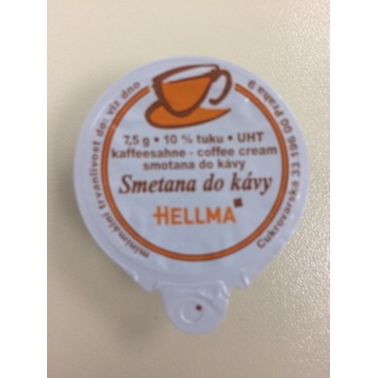 7,5 g • 10 % tuku • UHT
kaffeesahne - coffee cream
smotana do kávy
Smetana do kávy
HELLMA
minimální trvanlivost do: viz dno
Cukrovarská 33 196 00 Praha 9